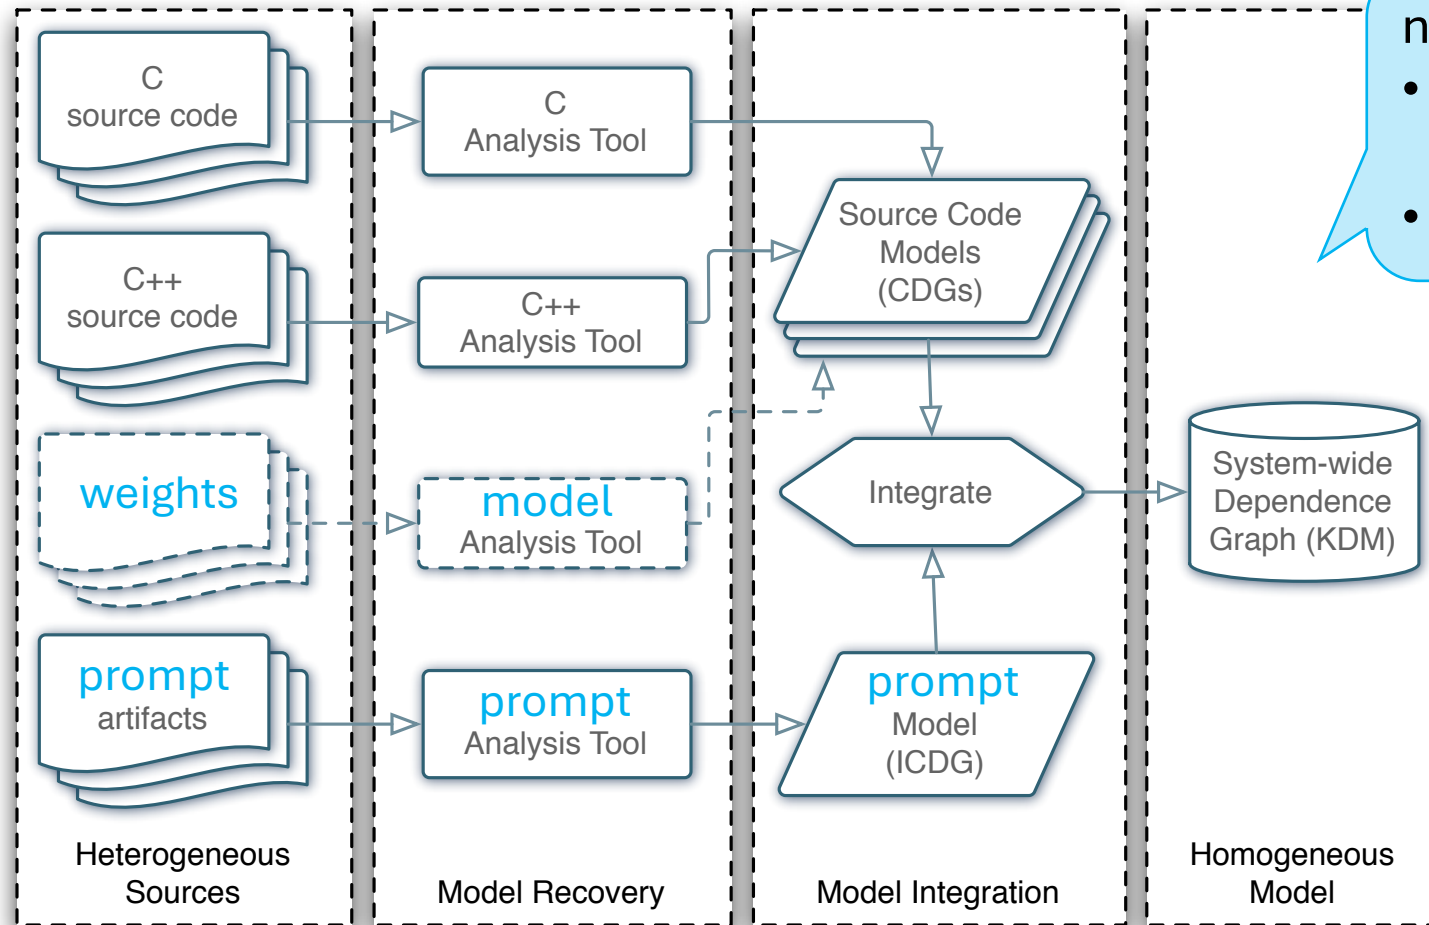 C
source code
C
Analysis Tool
Source Code
Models
(CDGs)
C++
source code
C++
Analysis Tool
weights
model
Analysis Tool
Integrate
System-wide
Dependence
Graph (KDM)
prompt
artifacts
prompt
Analysis Tool
prompt
Model
(ICDG)
Heterogeneous
Sources
Model Recovery
Model Integration
Homogeneous
Model